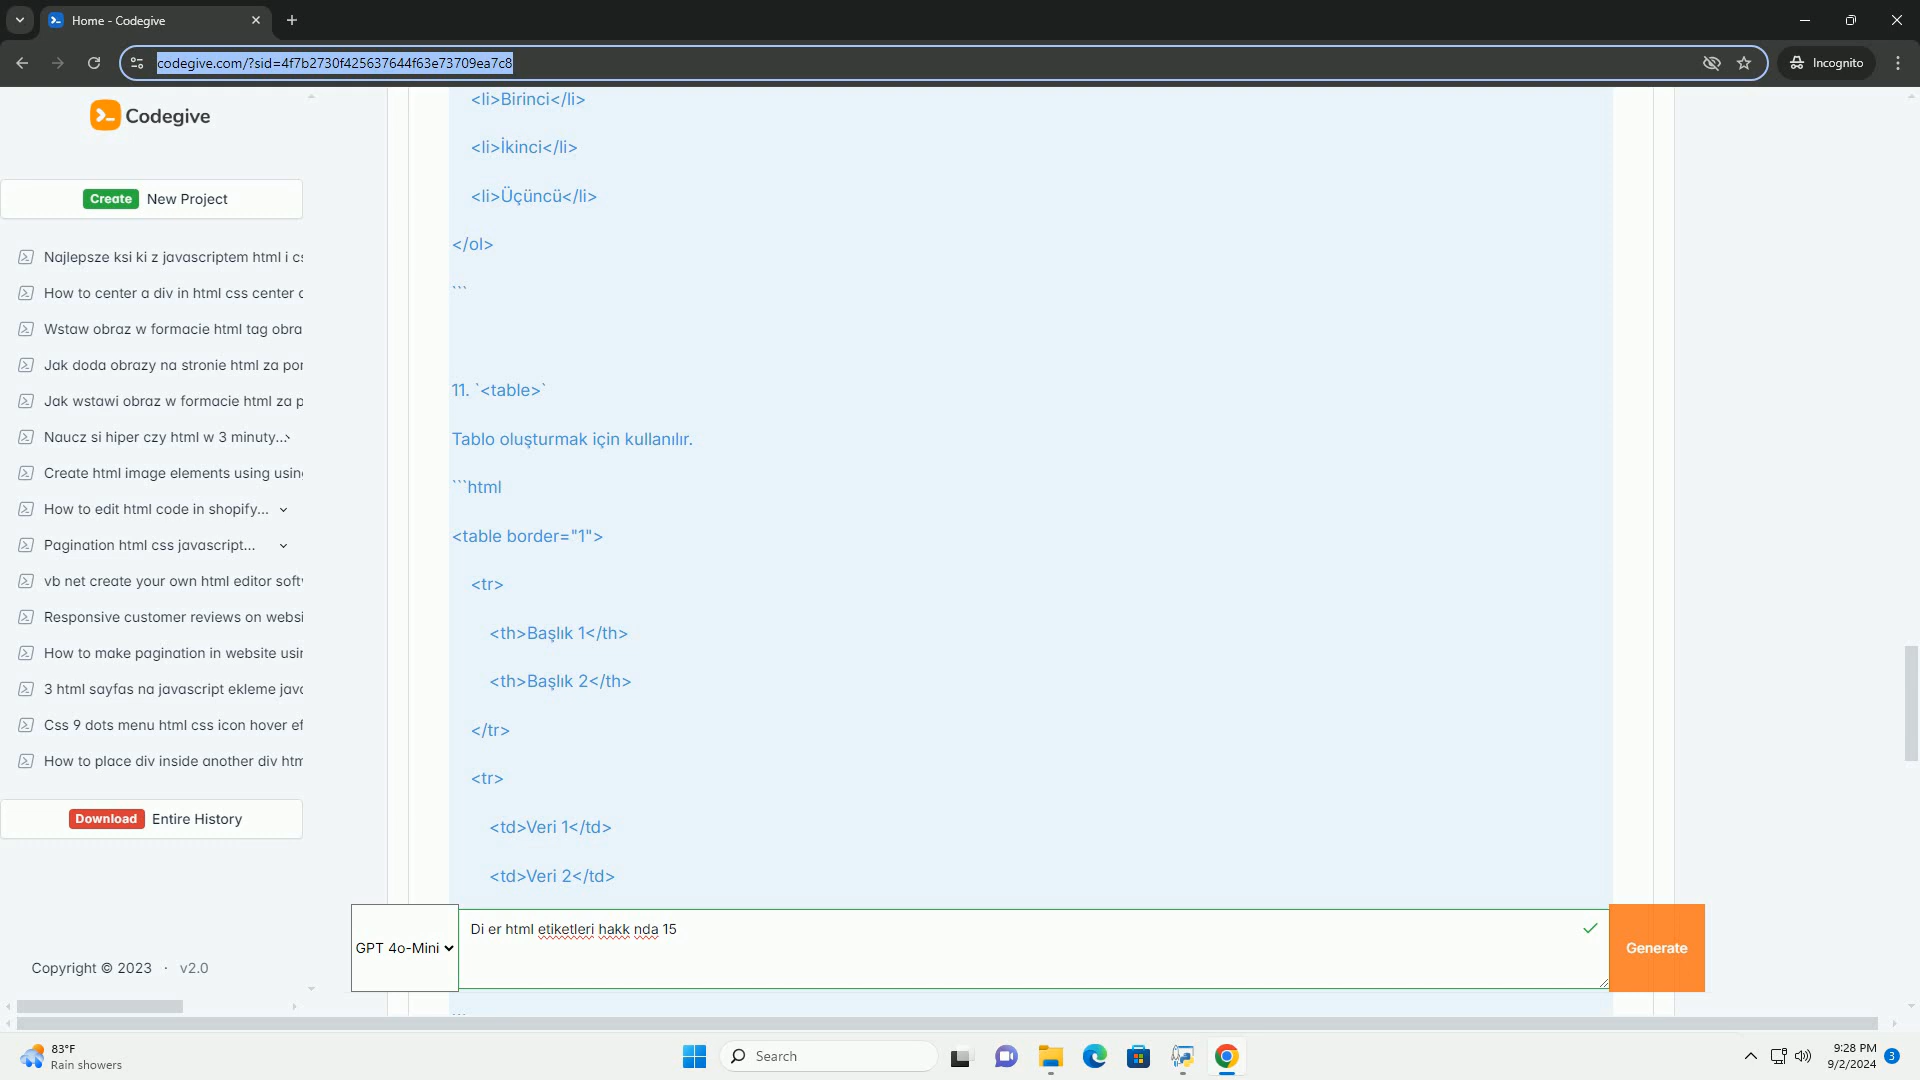 Home - Codegive
codegive.com/?sid=4f7b2730f425637644f63e73709ea7c8
Incognito
Codegive
Create New Project
Najlepsze ksi ki z javascriptem html i cs
How to center a div in html css center c
Wstaw obraz w formacie html tag obra
Jak doda obrazy na stronie html za por
Jak wstawi obraz w formacie html za p
Naucz si hiper czy html w 3 minuty...
Create html image elements using usin
How to edit html code in shopify...
Pagination html css javascript...
vb net create your own html editor soft
Responsive customer reviews on websi
How to make pagination in website usir
3 html sayfas na javascript ekleme java
Css 9 dots menu html css icon hover ef
How to place div inside another div htm
Download Entire History
Copyright © 2023 · v2.0
<li>Birinci</li>
<li>İkinci</li>
<li>Üçüncü</li>
</ol>
```
11. `<table>`
Tablo oluşturmak için kullanılır.
```html
<table border="1">
<tr>
<th>Başlık 1</th>
<th>Başlık 2</th>
</tr>
<tr>
<td>Veri 1</td>
<td>Veri 2</td>
GPT 4o-Mini
Di er html etiketleri hakk nda 15
Generate
```
83°F
Rain showers
Search
9:28 PM
9/2/2024
3